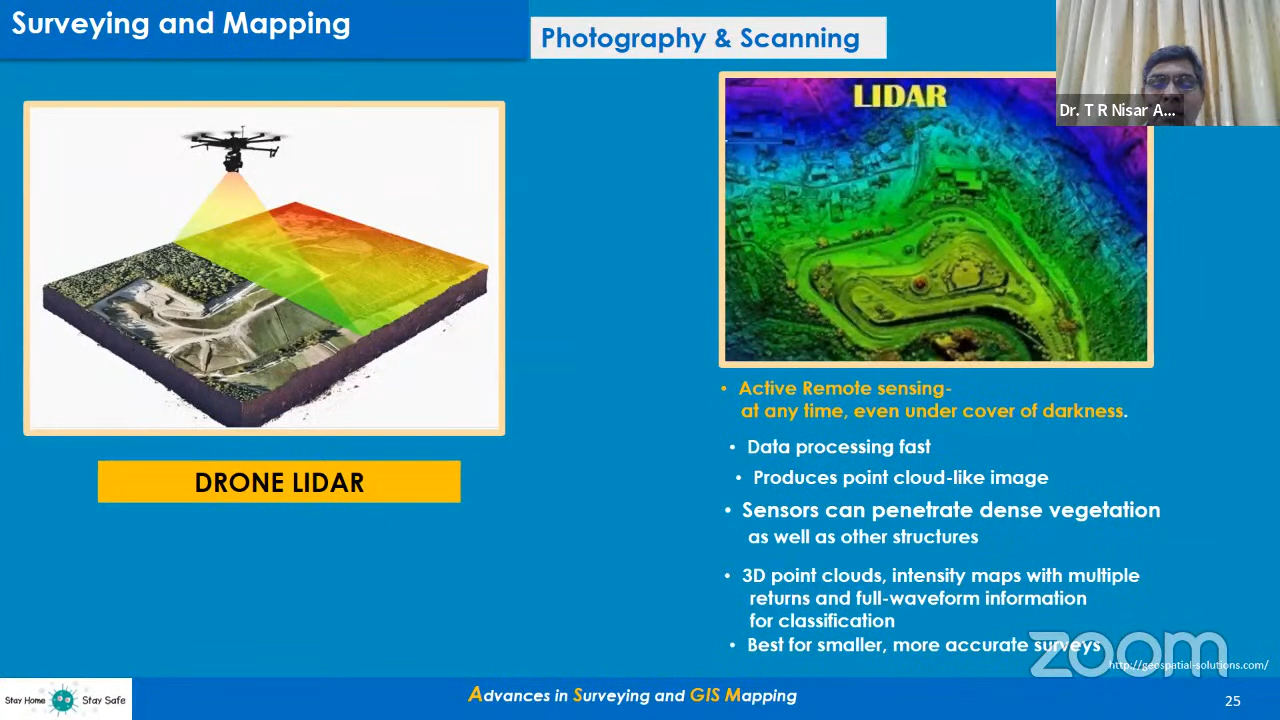 Surveying and Mapping
Photography & Scanning
Dr. T R Nisar A...
LIDAR
DRONE LIDAR
• Active Remote sensing-
at any time, even under cover of darkness.
• Data processing fast
• Produces point cloud-like image
• Sensors can penetrate dense vegetation
as well as other structures
• 3D point clouds, intensity maps with multiple
returns and full-waveform information
for classification
• Best for smaller, more accurate surveys
zoom
http://geospatial-solutions.com/
Stay Home Stay Safe
Advances in Surveying and GIS Mapping
25